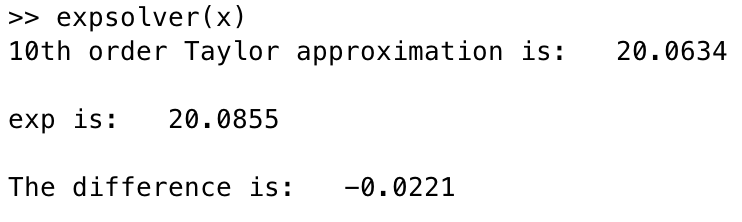 >> expsolver(x)
10th order Taylor approximation is:   20.0634
exp is:   20.0855
The difference is:   -0.0221